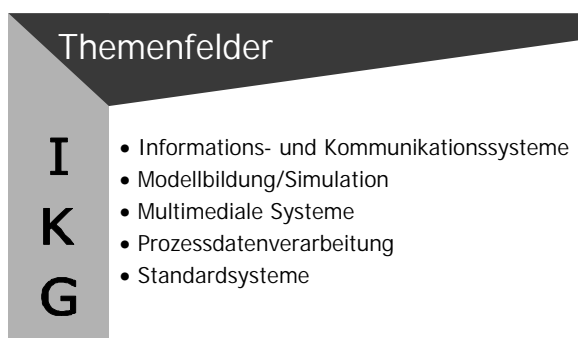 Themenfelder
I
K
G
• Informations- und Kommunikationssysteme
• Modellbildung/Simulation
• Multimediale Systeme
• Prozessdatenverarbeitung
• Standardsysteme